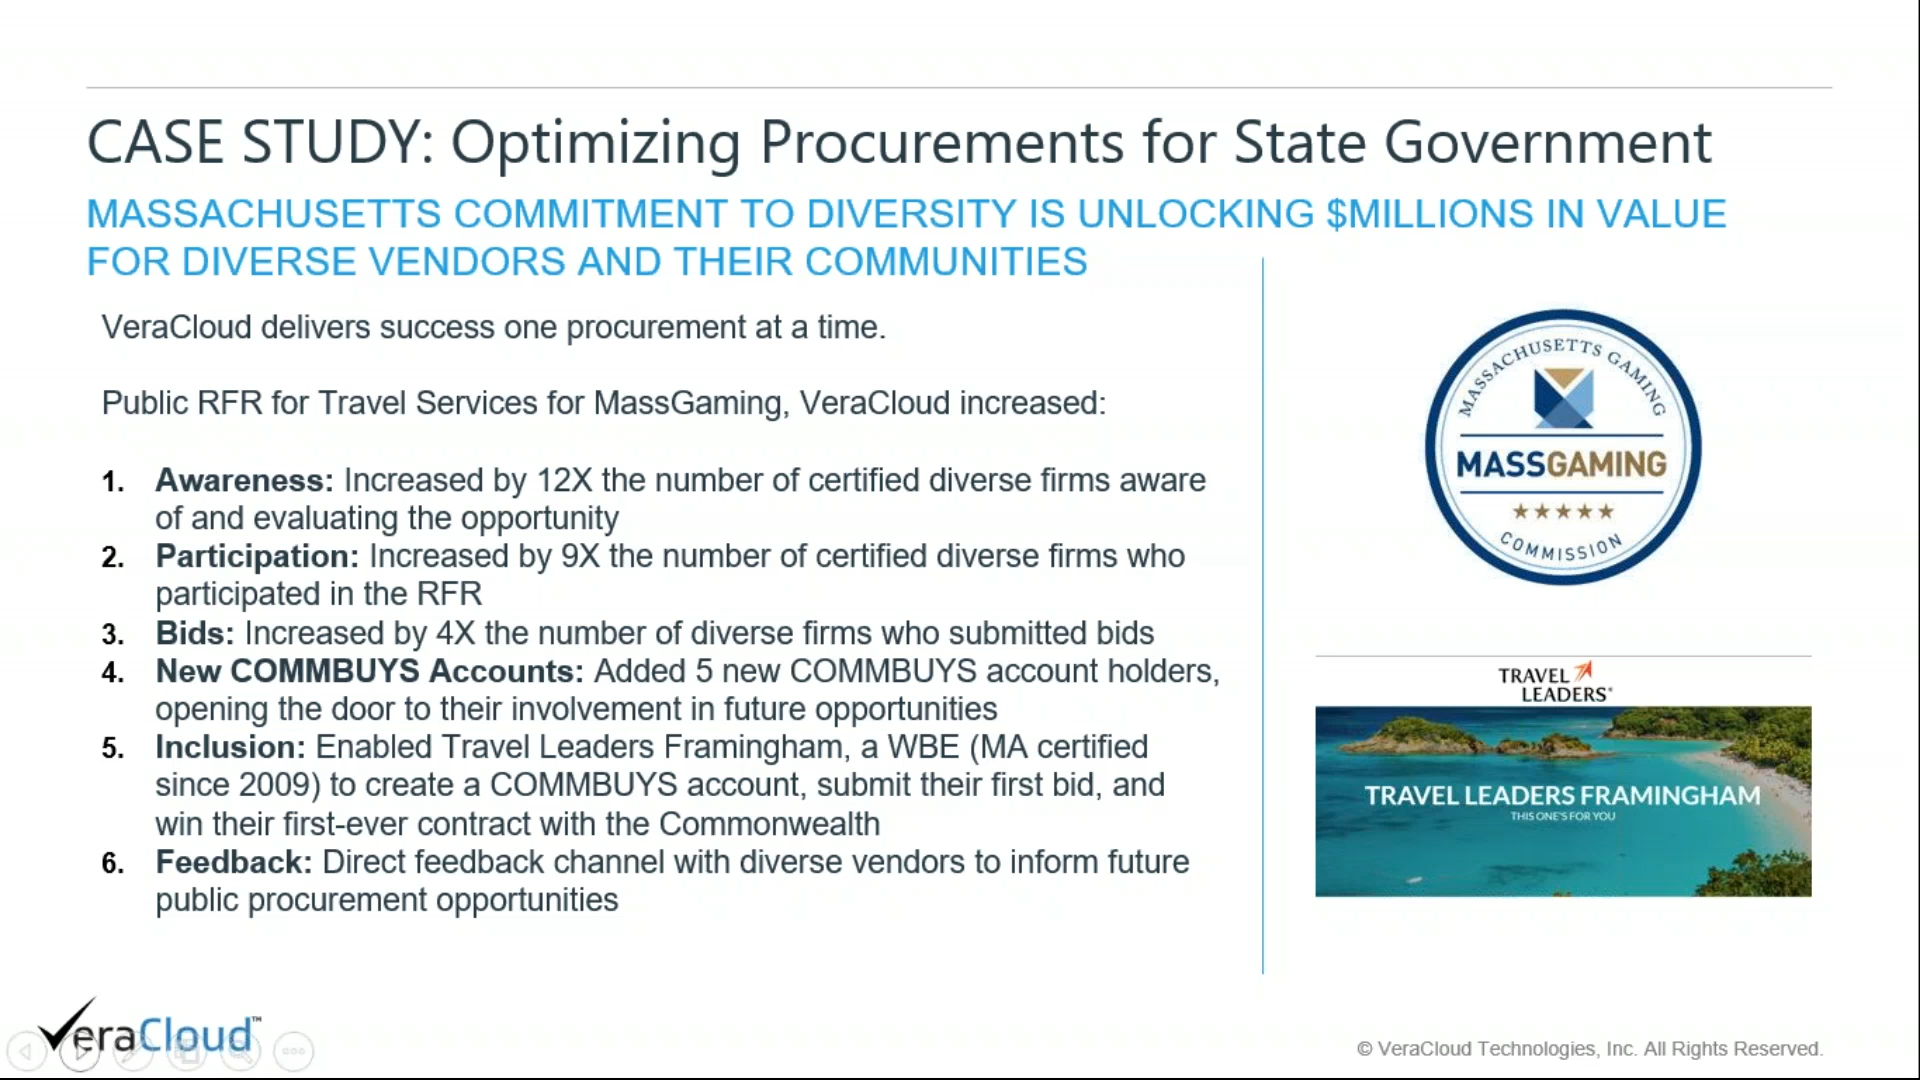 CASE STUDY: Optimizing Procurements for State Government
MASSACHUSETTS COMMITMENT TO DIVERSITY IS UNLOCKING $MILLIONS IN VALUE
FOR DIVERSE VENDORS AND THEIR COMMUNITIES
VeraCloud delivers success one procurement at a time.
Public RFR for Travel Services for MassGaming, VeraCloud increased:
1. Awareness: Increased by 12X the number of certified diverse firms aware
of and evaluating the opportunity
2. Participation: Increased by 9X the number of certified diverse firms who
participated in the RFR
3. Bids: Increased by 4X the number of diverse firms who submitted bids
4. New COMMBUYS Accounts: Added 5 new COMMBUYS account holders,
opening the door to their involvement in future opportunities
5. Inclusion: Enabled Travel Leaders Framingham, a WBE (MA certified
since 2009) to create a COMMBUYS account, submit their first bid, and
win their first-ever contract with the Commonwealth
6. Feedback: Direct feedback channel with diverse vendors to inform future
public procurement opportunities
MASSACHUSETTS GAMING
MASSGAMING
COMMISSION
TRAVEL
LEADERS®
TRAVEL LEADERS FRAMINGHAM
THIS ONE'S FOR YOU
VeraCloud™
© VeraCloud Technologies, Inc. All Rights Reserved.